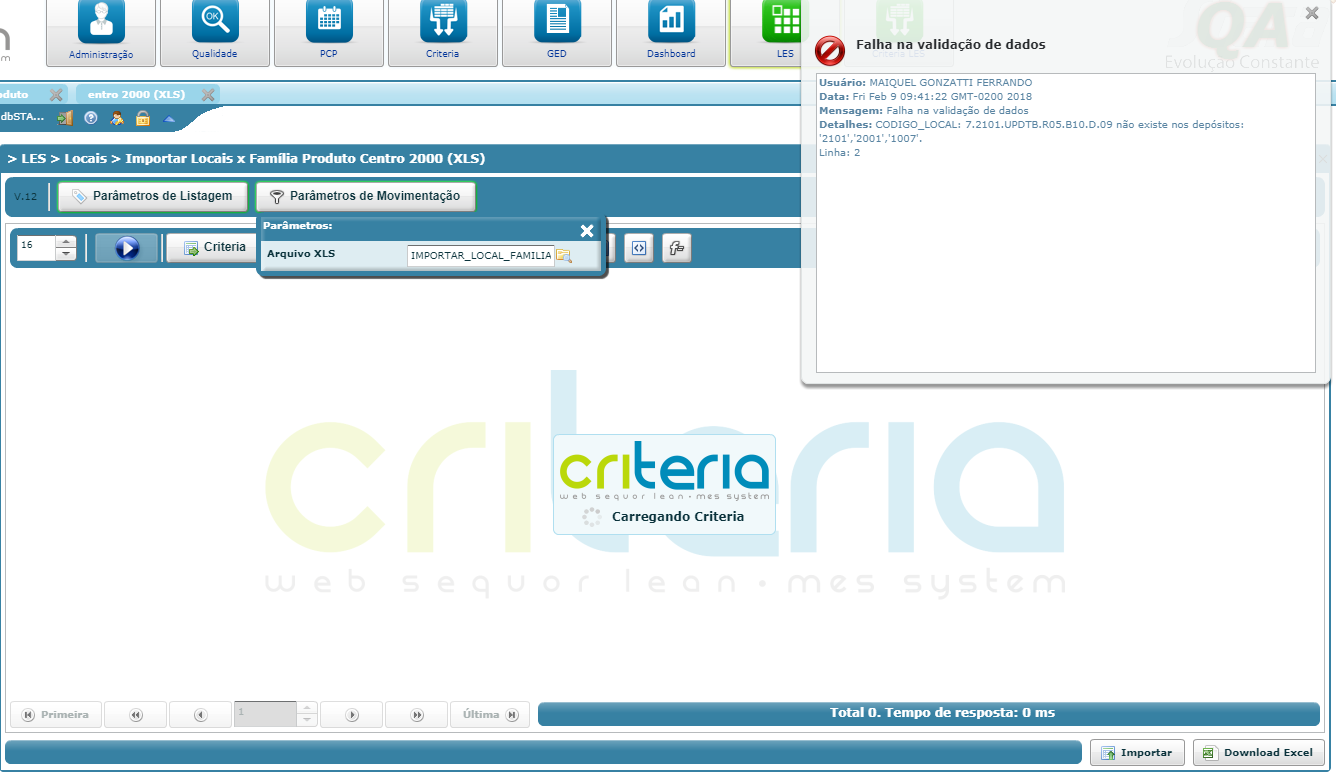 Administração
Qualidade
PCP
Criteria
GED
Dashboard
LES
Criteria LES
QA
Evolução Constante
Falha na validação de dados
Usuário: MAIQUEL GONZATTI FERRANDO
Data: Fri Feb 9 09:41:22 GMT-0200 2018
Mensagem: Falha na validação de dados
Detalhes: CODIGO_LOCAL: 7.2101.UPDTB.R05.B10.D.09 não existe nos depósitos:
'2101','2001','1007'.
Linha: 2
oduto
entro 2000 (XLS)
dbSTA...
> LES > Locais > Importar Locais x Família Produto Centro 2000 (XLS)
V.12
Parâmetros de Listagem
Parâmetros de Movimentação
Parâmetros:
Arquivo XLS
IMPORTAR_LOCAL_FAMILIA
16
Criteria
criteria
web sequor lean · mes system
criteria
web sequor lean · mes system
Carregando Criteria
Primeira
1
Última
Total 0. Tempo de resposta: 0 ms
Importar
Download Excel